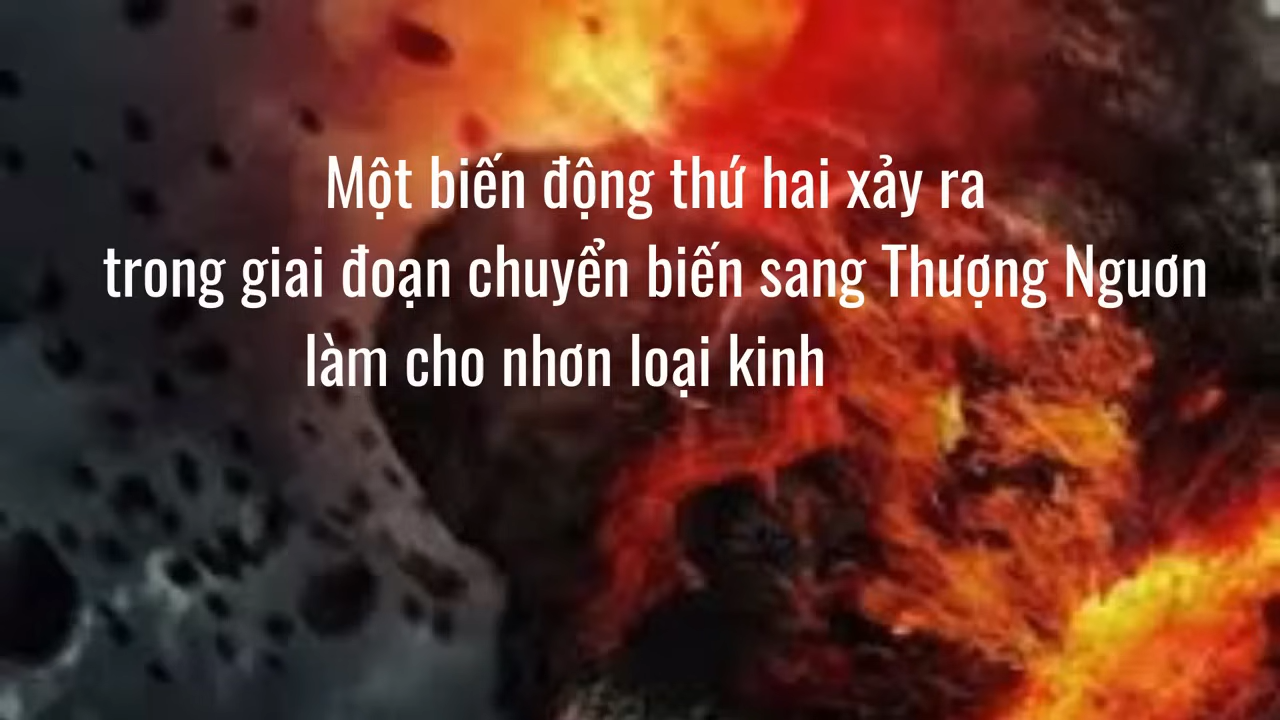 Một biến động thứ hai xảy ra
trong giai đoạn chuyển biến sang Thượng Nguơn
làm cho nhơn loại kinh